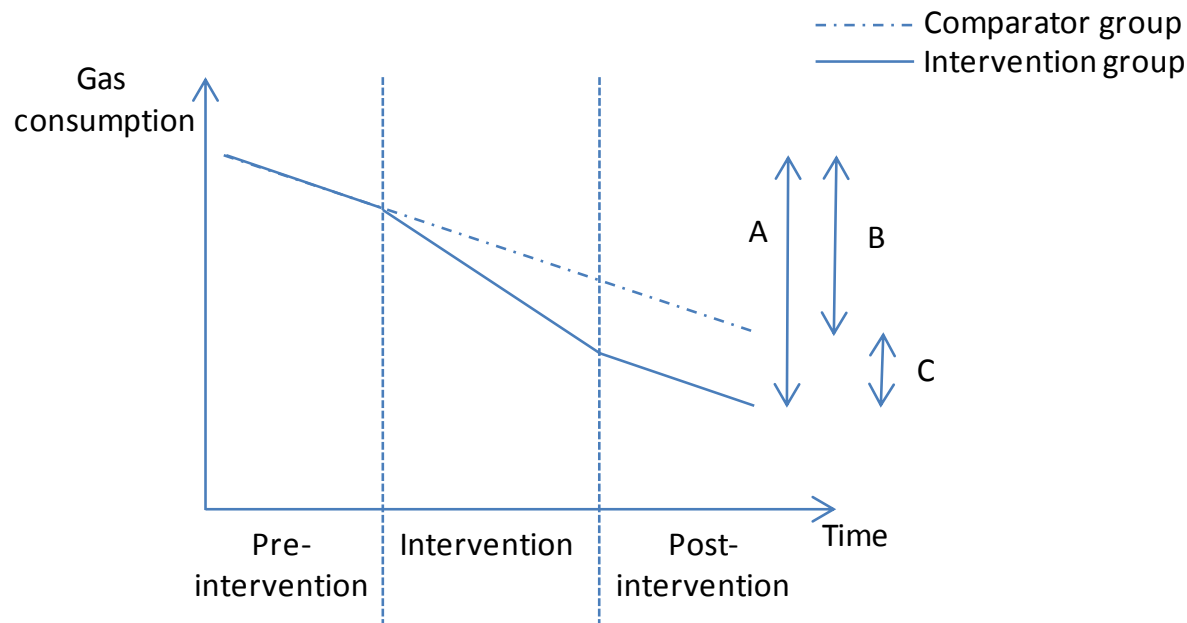 Comparator group
Intervention group
Gas
consumption
A
B
C
Time
Pre-
intervention
Intervention
Post-
intervention